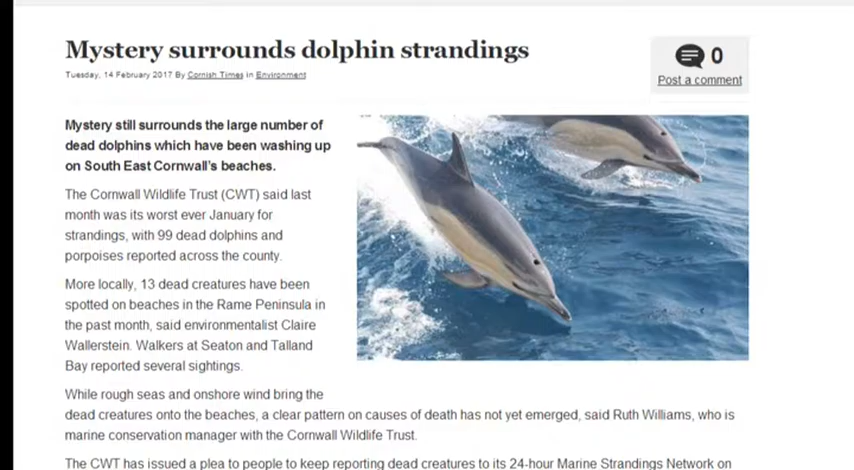 Mystery surrounds dolphin strandings
Tuesday, 14 February 2017 By Cornish Times in Environment
0
Post a comment
Mystery still surrounds the large number of
dead dolphins which have been washing up
on South East Cornwall's beaches.
The Cornwall Wildlife Trust (CWT) said last
month was its worst ever January for
strandings, with 99 dead dolphins and
porpoises reported across the county.
More locally, 13 dead creatures have been
spotted on beaches in the Rame Peninsula in
the past month, said environmentalist Claire
Wallerstein. Walkers at Seaton and Talland
Bay reported several sightings.
While rough seas and onshore wind bring the
dead creatures onto the beaches, a clear pattern on causes of death has not yet emerged, said Ruth Williams, who is
marine conservation manager with the Cornwall Wildlife Trust.
The CWT has issued a plea to people to keep reporting dead creatures to its 24-hour Marine Strandings Network on